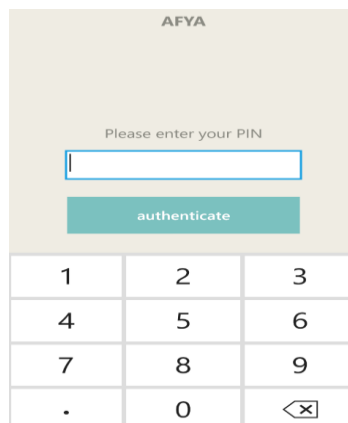 AFYA
Please enter your PIN
authenticate
1 2 3
4 5 6
7 8 9
. 0